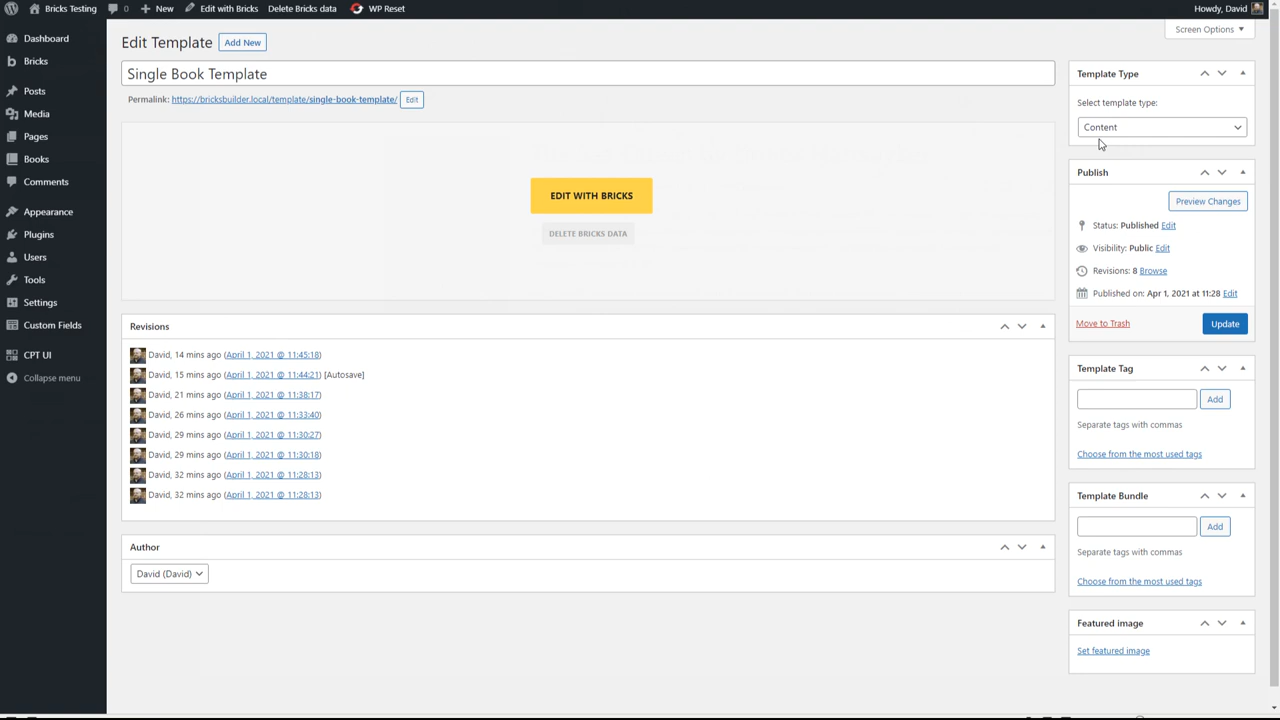 Bricks Testing 0 New Edit with Bricks Delete Bricks data WP Reset Howdy, David
Dashboard
Bricks
Posts
Media
Pages
Books
Comments
Appearance
Plugins
Users
Tools
Settings
Custom Fields
CPT UI
Collapse menu
Screen Options
Edit Template Add New
Single Book Template
Permalink: https://bricksbuilder.local/template/single-book-template/ Edit
EDIT WITH BRICKS
DELETE BRICKS DATA
Revisions
David, 14 mins ago (April 1, 2021 @ 11:45:18)
David, 15 mins ago (April 1, 2021 @ 11:44:21) [Autosave]
David, 21 mins ago (April 1, 2021 @ 11:38:17)
David, 26 mins ago (April 1, 2021 @ 11:33:40)
David, 29 mins ago (April 1, 2021 @ 11:30:27)
David, 29 mins ago (April 1, 2021 @ 11:30:18)
David, 32 mins ago (April 1, 2021 @ 11:28:13)
David, 32 mins ago (April 1, 2021 @ 11:28:13)
Author
David (David)
Template Type
Select template type:
Content
Publish
Preview Changes
Status: Published Edit
Visibility: Public Edit
Revisions: 8 Browse
Published on: Apr 1, 2021 at 11:28 Edit
Move to Trash Update
Template Tag
Add
Separate tags with commas
Choose from the most used tags
Template Bundle
Add
Separate tags with commas
Choose from the most used tags
Featured image
Set featured image